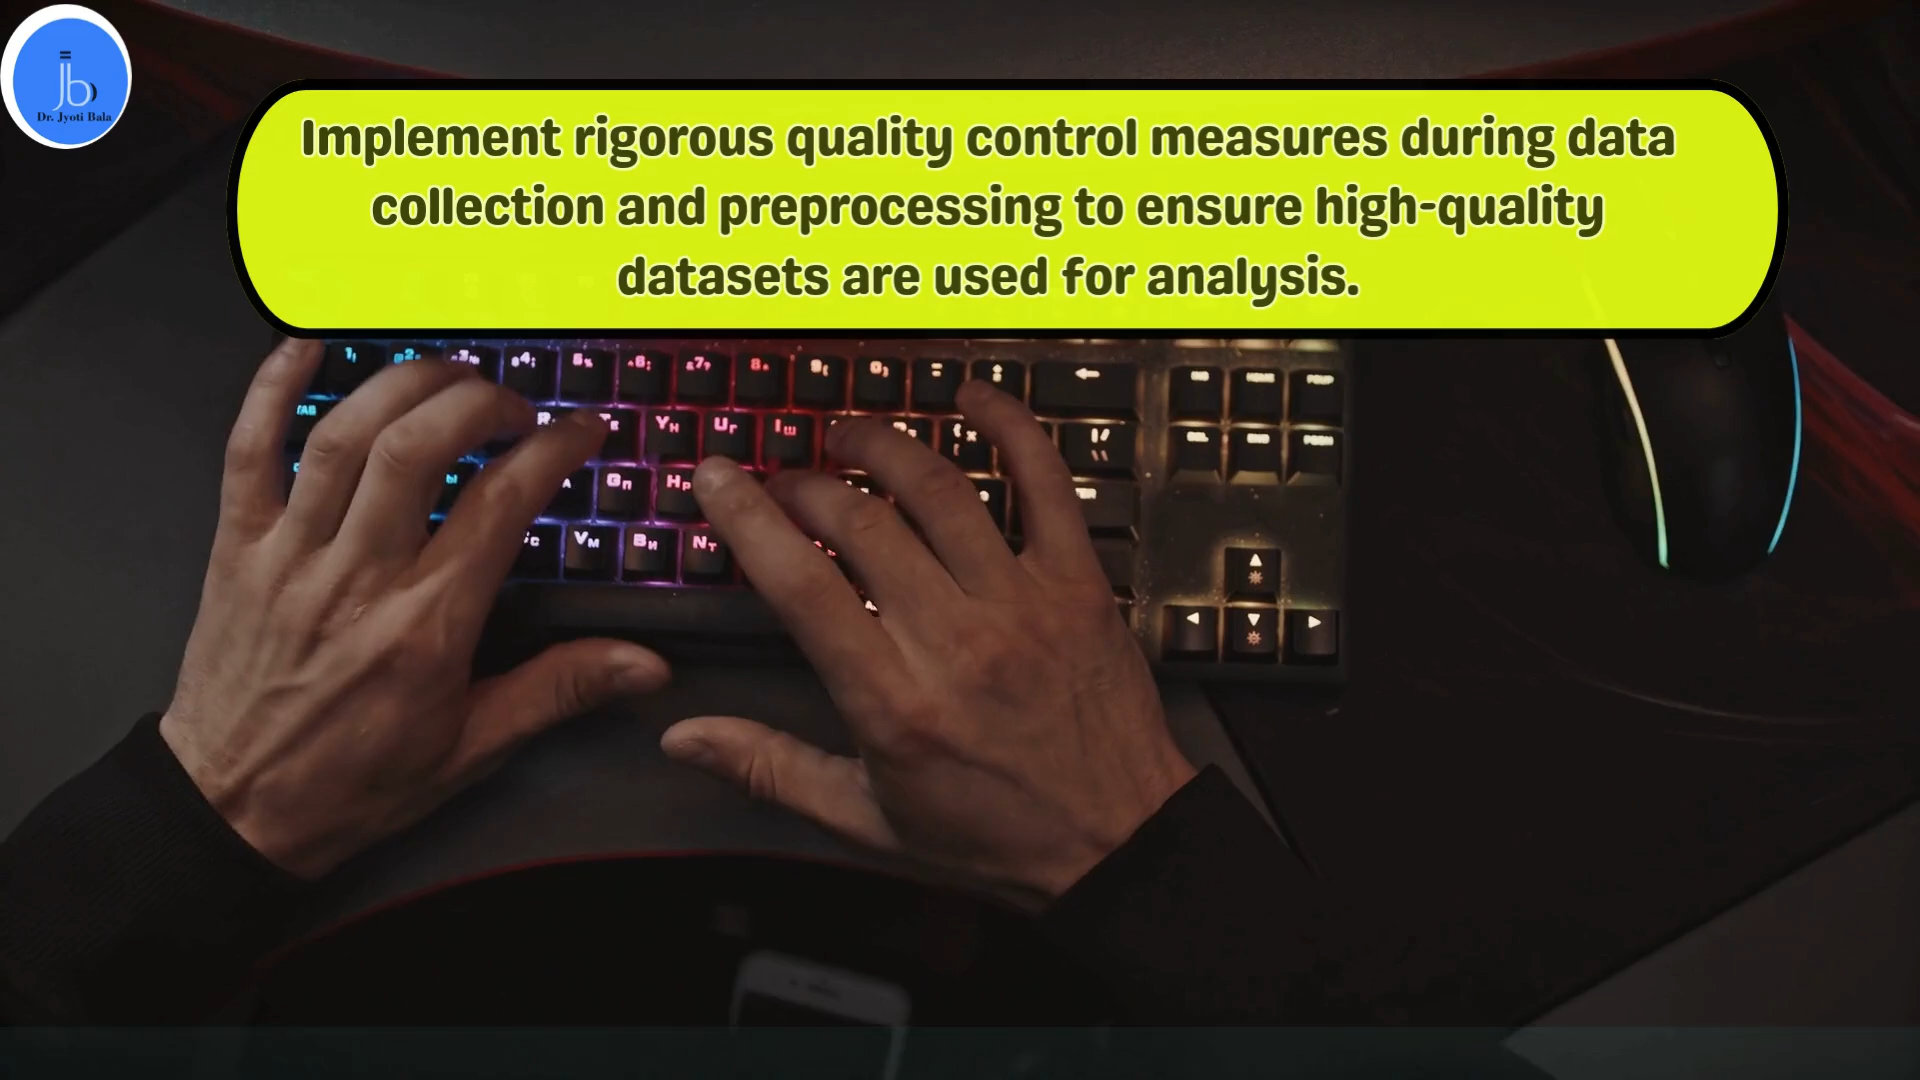 Dr. Jyoti Bala
Implement rigorous quality control measures during data
collection and preprocessing to ensure high-quality
datasets are used for analysis.